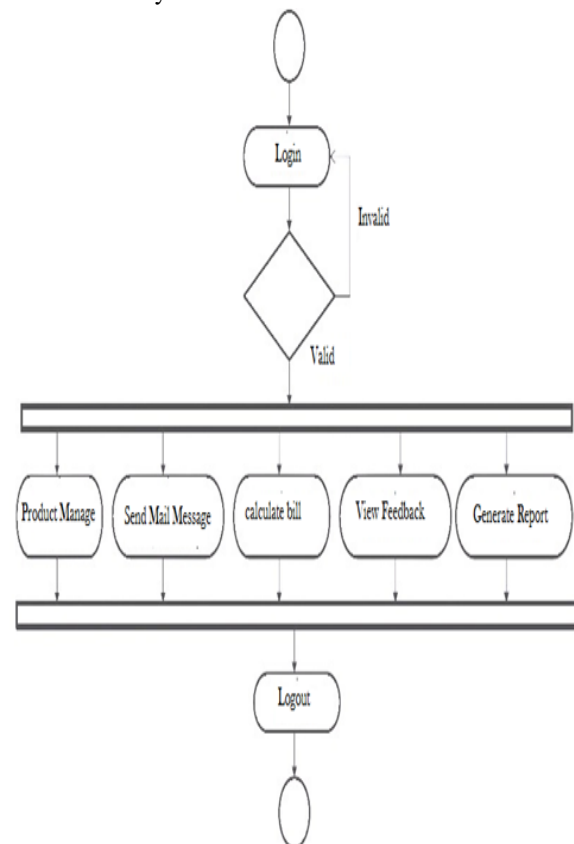 Login
Invalid
Valid
Product Manage
Send Mail Message
calculate bill
View Feedback
Generate Report
Logout